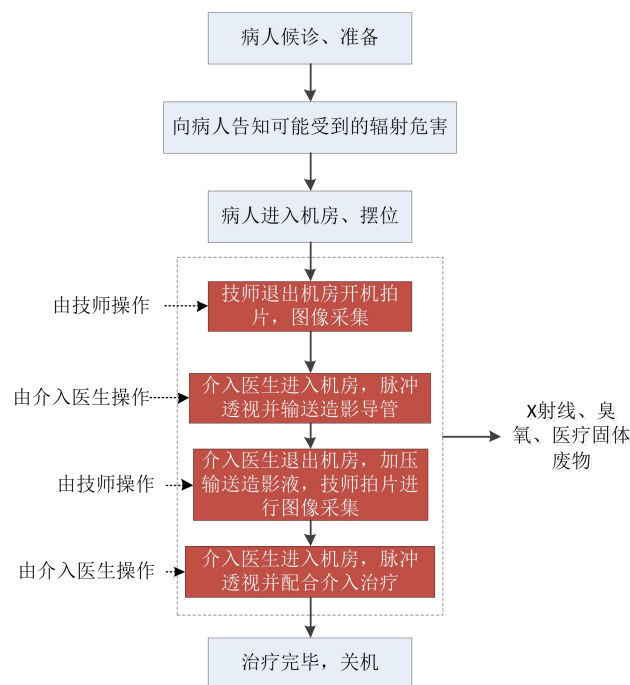 病人候诊、准备
向病人告知可能受到的辐射危害
病人进入机房、摆位
由技师操作
技师退出机房开机拍
片，图像采集
由介入医生操作
介入医生进入机房，脉冲
透视并输送造影导管
X射线、臭
氧、医疗固体
废物
由技师操作
介入医生退出机房，加压
输送造影液，技师拍片进
行图像采集
由介入医生操作
介入医生进入机房，脉冲
透视并配合介入治疗
治疗完毕，关机